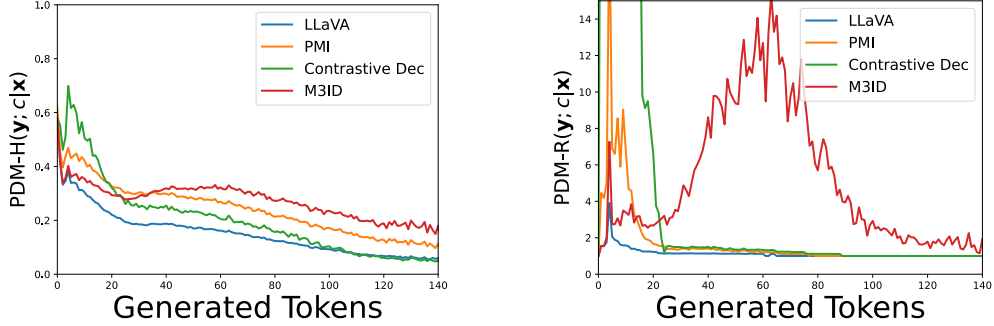 PDM-H(y; c|x)
1.0
0.8
0.6
0.4
0.2
0.0
0
20
40
60
80
100
120
140
Generated Tokens
LLaVA
PMI
Contrastive Dec
M3ID
PDM-R(y; c|x)
14
12
10
8
6
4
2
0
0
20
40
60
80
100
120
140
Generated Tokens
LLaVA
PMI
Contrastive Dec
M3ID